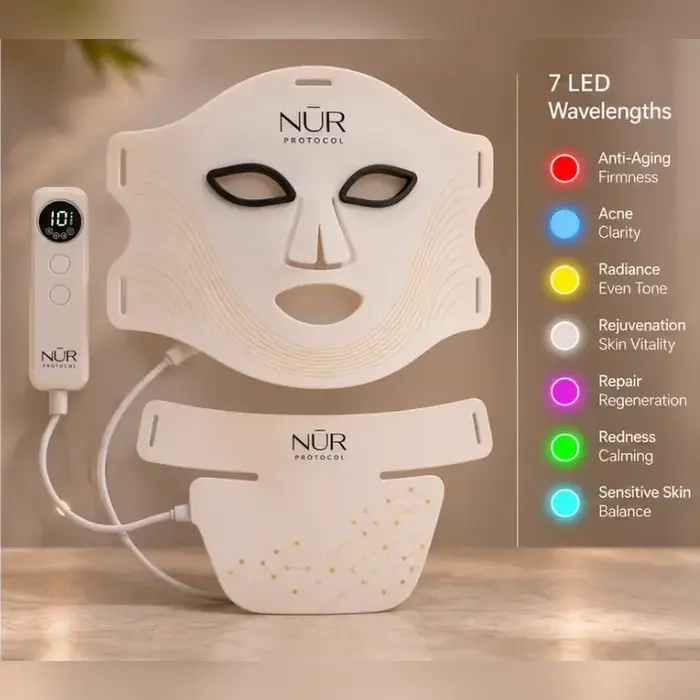 NŪR
PROTOCOL
10
NŪR
PROTOCOL
NŪR
PROTOCOL
7 LED
Wavelengths
Anti-Aging
Firmness
Acne
Clarity
Radiance
Even Tone
Rejuvenation
Skin Vitality
Repair
Regeneration
Redness
Calming
Sensitive Skin
Balance